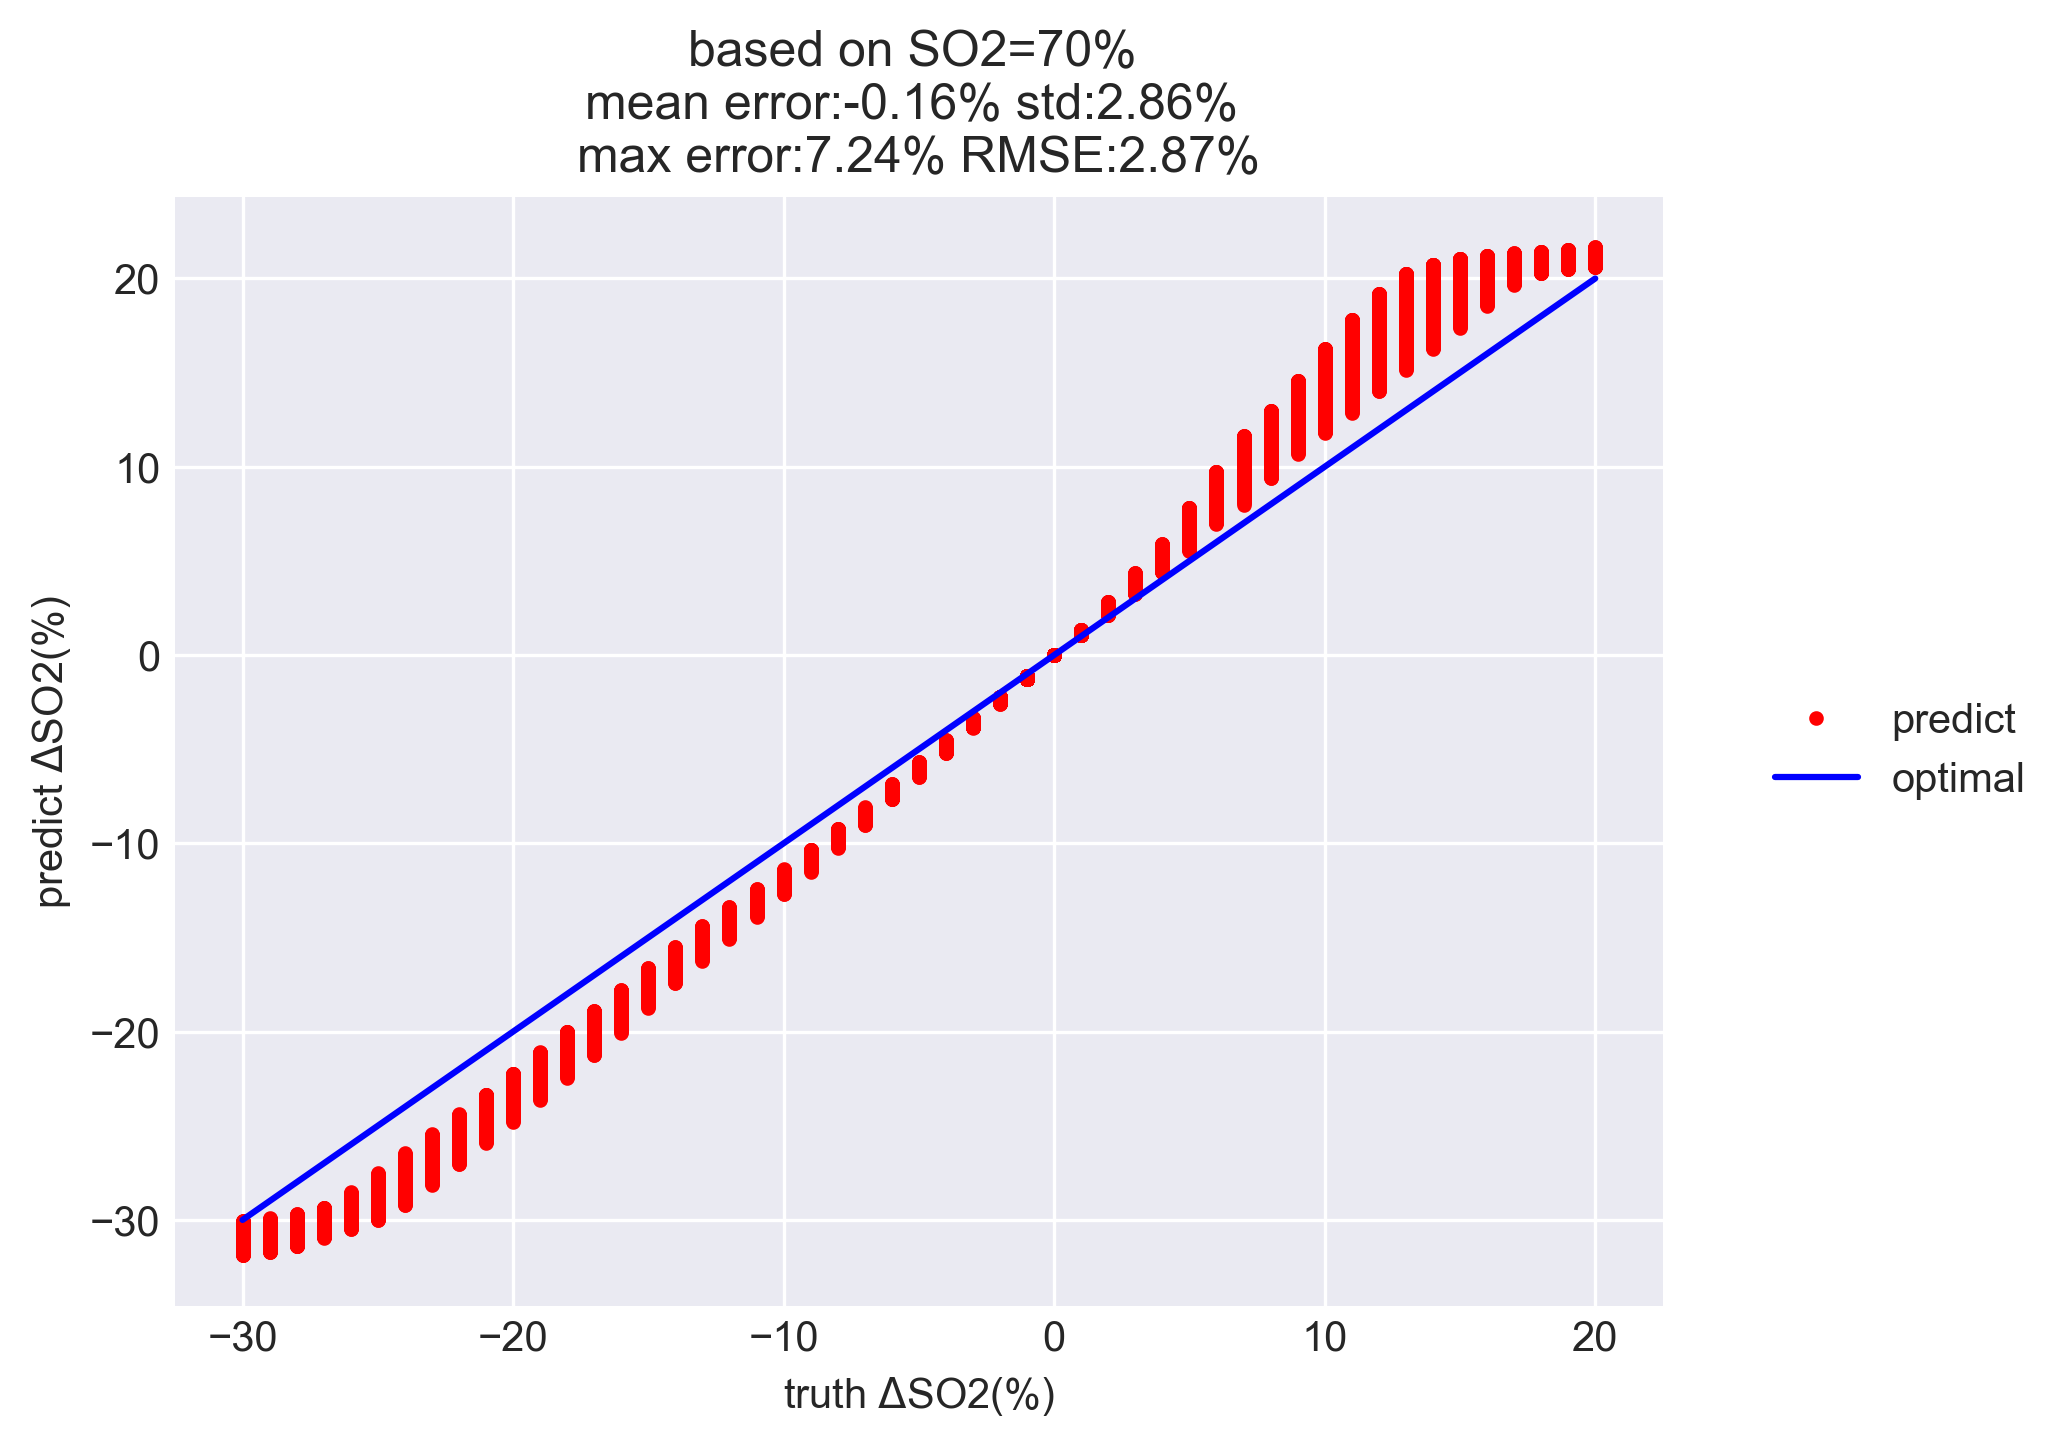 based on SO2=70%
mean error:-0.16% std:2.86%
max error:7.24% RMSE:2.87%
20
10
0
−10
−20
−30
predict ΔSO2(%)
−30
−20
−10
0
10
20
truth ΔSO2(%)
predict
optimal